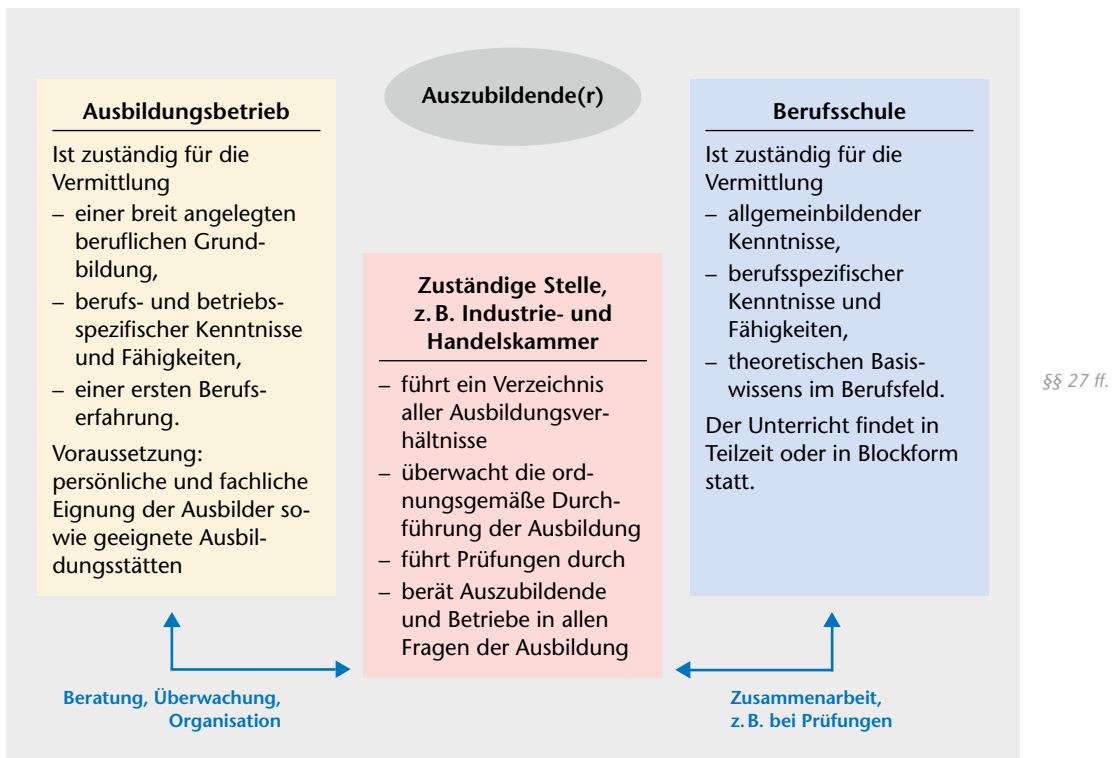 Auszubildende(r)
Ausbildungsbetrieb
Ist zuständig für die
Vermittlung
– einer breit angelegten
beruflichen Grund-
bildung,
– berufs- und betriebs-
spezifischer Kenntnisse
und Fähigkeiten,
– einer ersten Berufs-
erfahrung.
Voraussetzung:
persönliche und fachliche
Eignung der Ausbilder so-
wie geeignete Ausbil-
dungsstätten
Zuständige Stelle,
z. B. Industrie- und
Handelskammer
– führt ein Verzeichnis
aller Ausbildungsver-
hältnisse
– überwacht die ord-
nungsgemäße Durch-
führung der Ausbildung
– führt Prüfungen durch
– berät Auszubildende
und Betriebe in allen
Fragen der Ausbildung
Berufsschule
Ist zuständig für die
Vermittlung
– allgemeinbildender
Kenntnisse,
– berufsspezifischer
Kenntnisse und
Fähigkeiten,
– theoretischen Basis-
wissens im Berufsfeld.
Der Unterricht findet in
Teilzeit oder in Blockform
statt.
§§ 27 ff.
Beratung, Überwachung,
Organisation
Zusammenarbeit,
z. B. bei Prüfungen